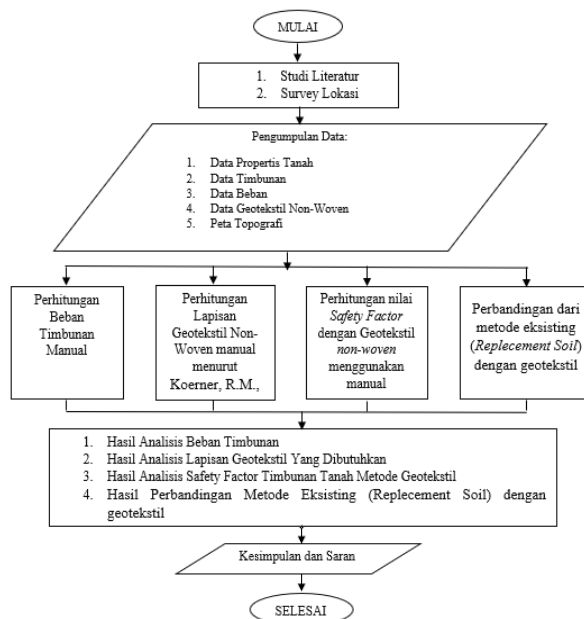 MULAI
1. Studi Literatur
2. Survey Lokasi
Pengumpulan Data:
1. Data Propertis Tanah
2. Data Timbunan
3. Data Beban
4. Data Geotekstil Non-Woven
5. Peta Topografi
Perhitungan
Beban
Timbunan
Manual
Perhitungan
Lapisan
Geotekstil Non-
Woven manual
menurut
Koerner, R.M.,
Perhitungan nilai
Safety Factor
dengan Geotekstil
non-woven
menggunakan
manual
Perbandingan dari
metode eksisting
(Replecement Soil)
dengan geotekstil
1. Hasil Analisis Beban Timbunan
2. Hasil Analisis Lapisan Geotekstil Yang Dibutuhkan
3. Hasil Analisis Safety Factor Timbunan Tanah Metode Geotekstil
4. Hasil Perbandingan Metode Eksisting (Replecement Soil) dengan
geotekstil
Kesimpulan dan Saran
SELESAI